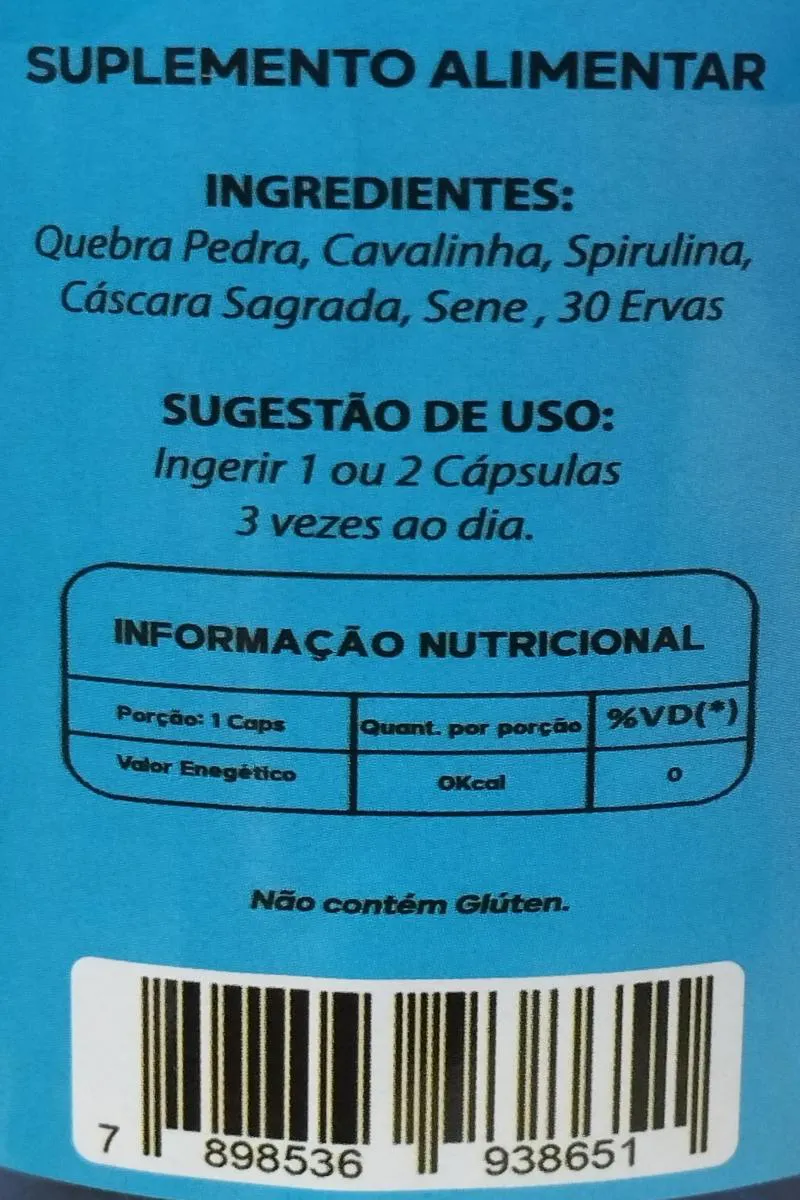 SUPLEMENTO ALIMENTAR
INGREDIENTES:
Quebra Pedra, Cavalinha, Spirulina,
Cáscara Sagrada, Sene , 30 Ervas
SUGESTÃO DE USO:
Ingerir 1 ou 2 Cápsulas
3 vezes ao dia.
INFORMAÇÃO NUTRICIONAL
Porção: 1 Caps Quant. por porção %VD(*)
Valor Enegético 0Kcal 0
Não contém Glúten.
7 898536 938651